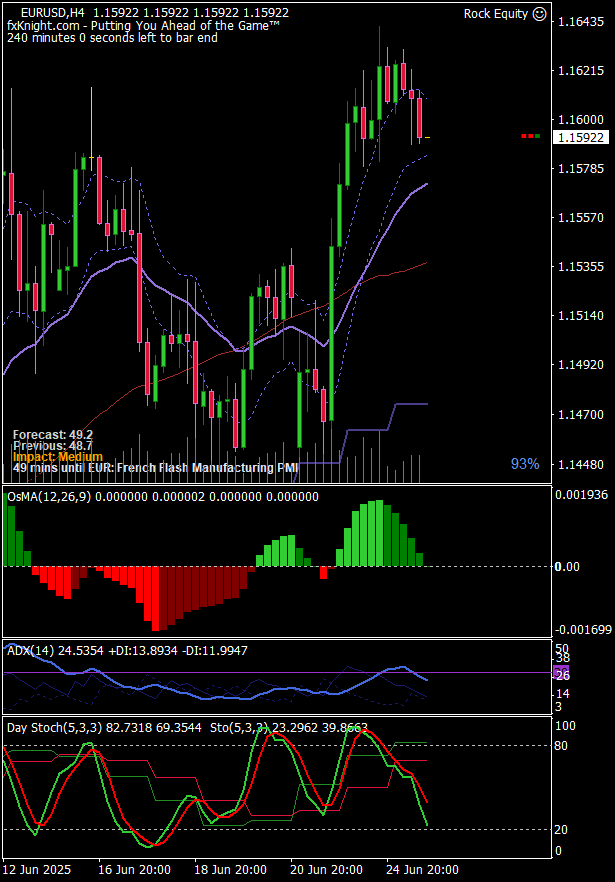 EURUSD,H4 1.15922 1.15922 1.15922 1.15922
Rock Equity ☺
fxKnight.com - Putting You Ahead of the Game™
240 minutes 0 seconds left to bar end
1.16435
1.16215
1.16000
1.15922
1.15785
1.15570
1.15355
1.15140
1.14920
1.14700
1.14480
Forecast: 49.2
Previous: 48.7
Impact: Medium
49 mins until EUR: French Flash Manufacturing PMI
93%
OsMA(12,26,9) 0.000000 0.000002 0.000000 0.000000
0.001936
0.00
-0.001699
ADX(14) 24.5354 +DI:13.8934 -DI:11.9947
50
38
26
14
3
Day Stoch(5,3,3) 82.7318 69.3544 Sto(5,3,3) 23.2962 39.8663
100
80
20
0
12 Jun 2025
16 Jun 20:00
18 Jun 20:00
20 Jun 20:00
24 Jun 20:00